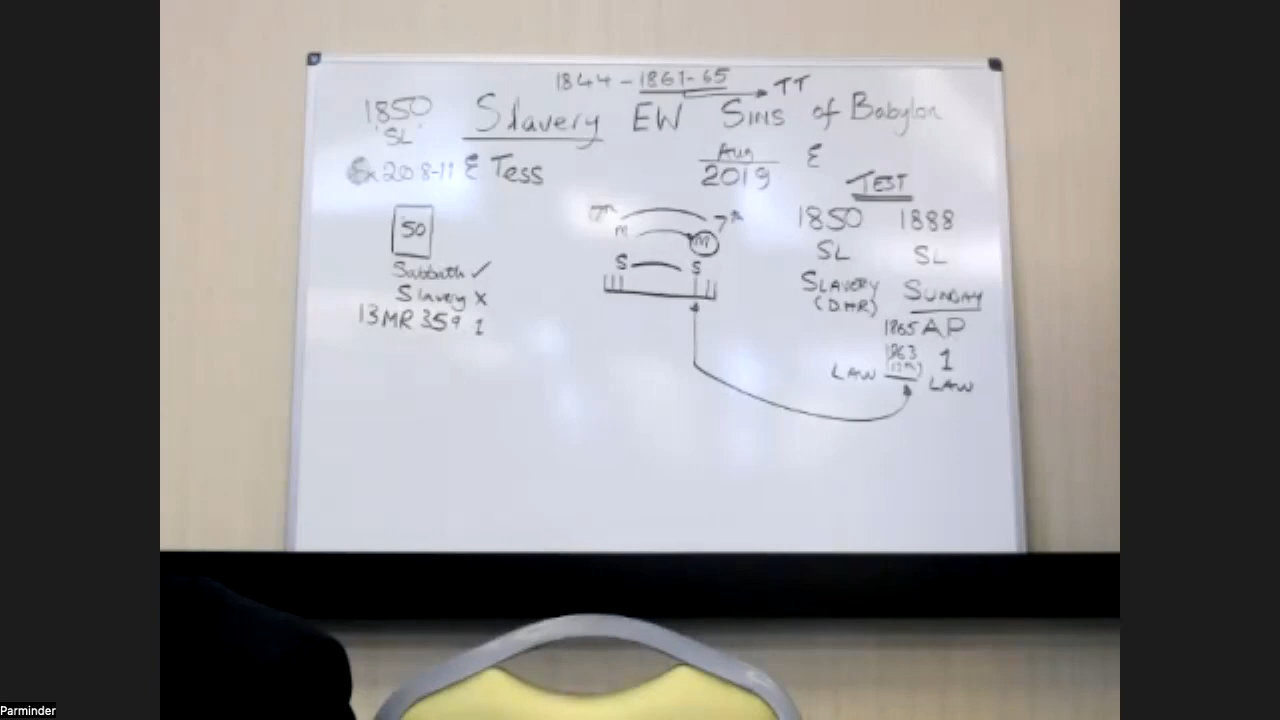 1844 - 1861-65 TT
1850 Slavery EW Sins of Babylon
'SL'
Ex 20 8-11 E Tess
Aug
2019 E
TEST
50
7th 7th
M M
S S
1850 1888
SL SL
Sabbath ✓
Slavery x
13MR 359 1
SLAVERY SUNDAY
(DHR)
1865 AP
1863 1
LAW LAW
Parminder